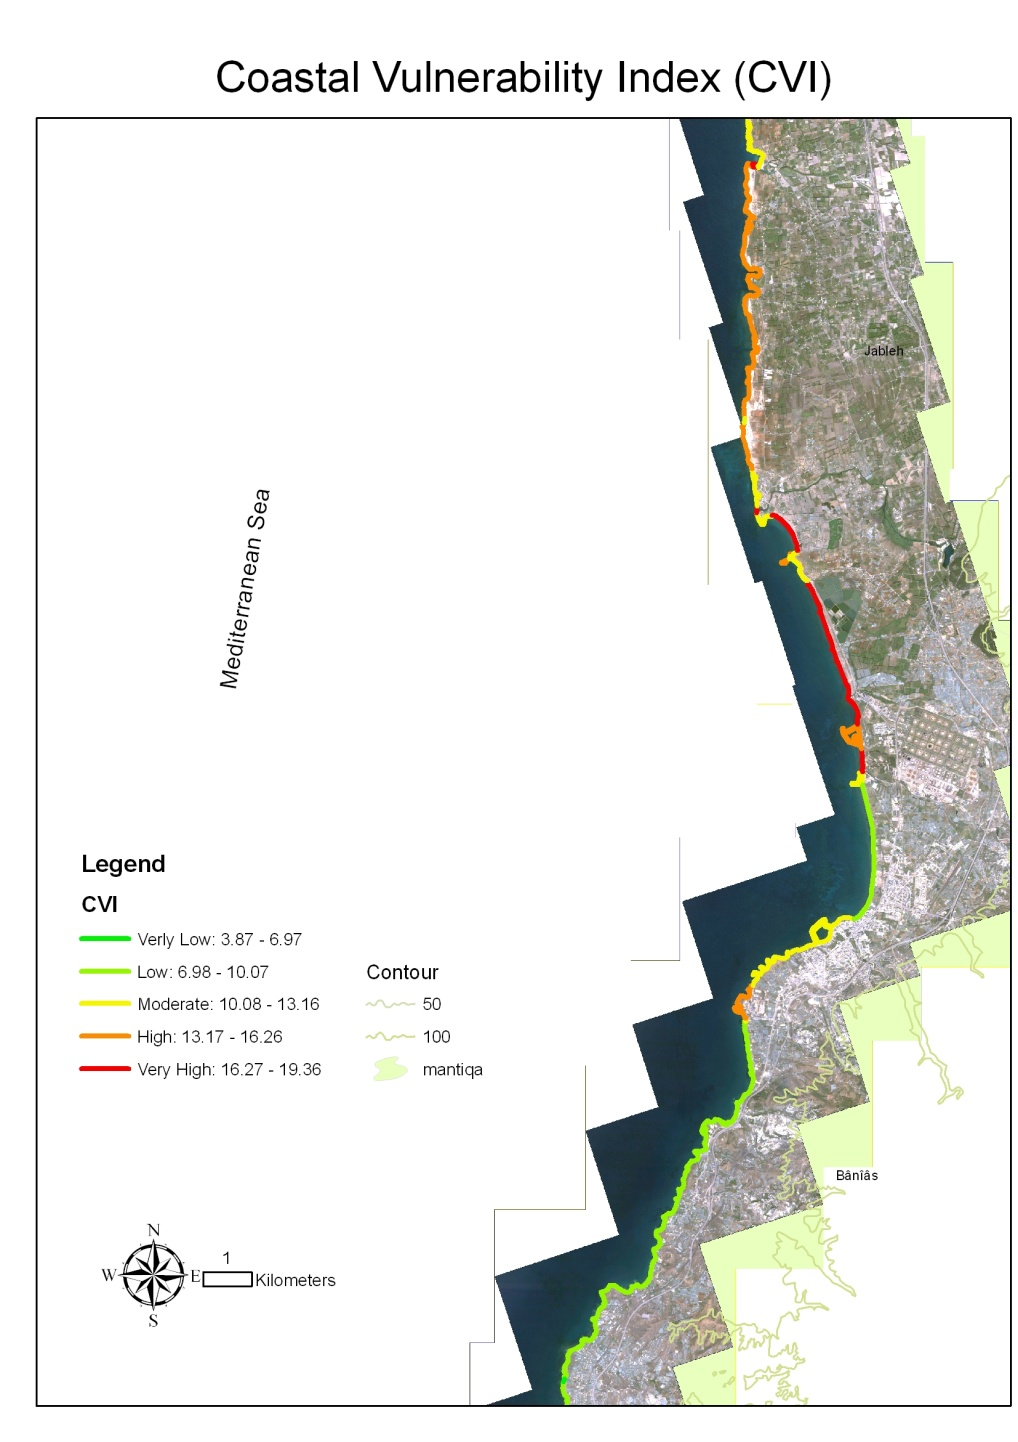 Coastal Vulnerability Index (CVI)
Jableh
Mediterranean Sea
Legend
CVI
Verly Low: 3.87 - 6.97
Low: 6.98 - 10.07
Moderate: 10.08 - 13.16
High: 13.17 - 16.26
Very High: 16.27 - 19.36
Contour
50
100
mantiqa
Bânîâs
N
W
E
S
1
Kilometers